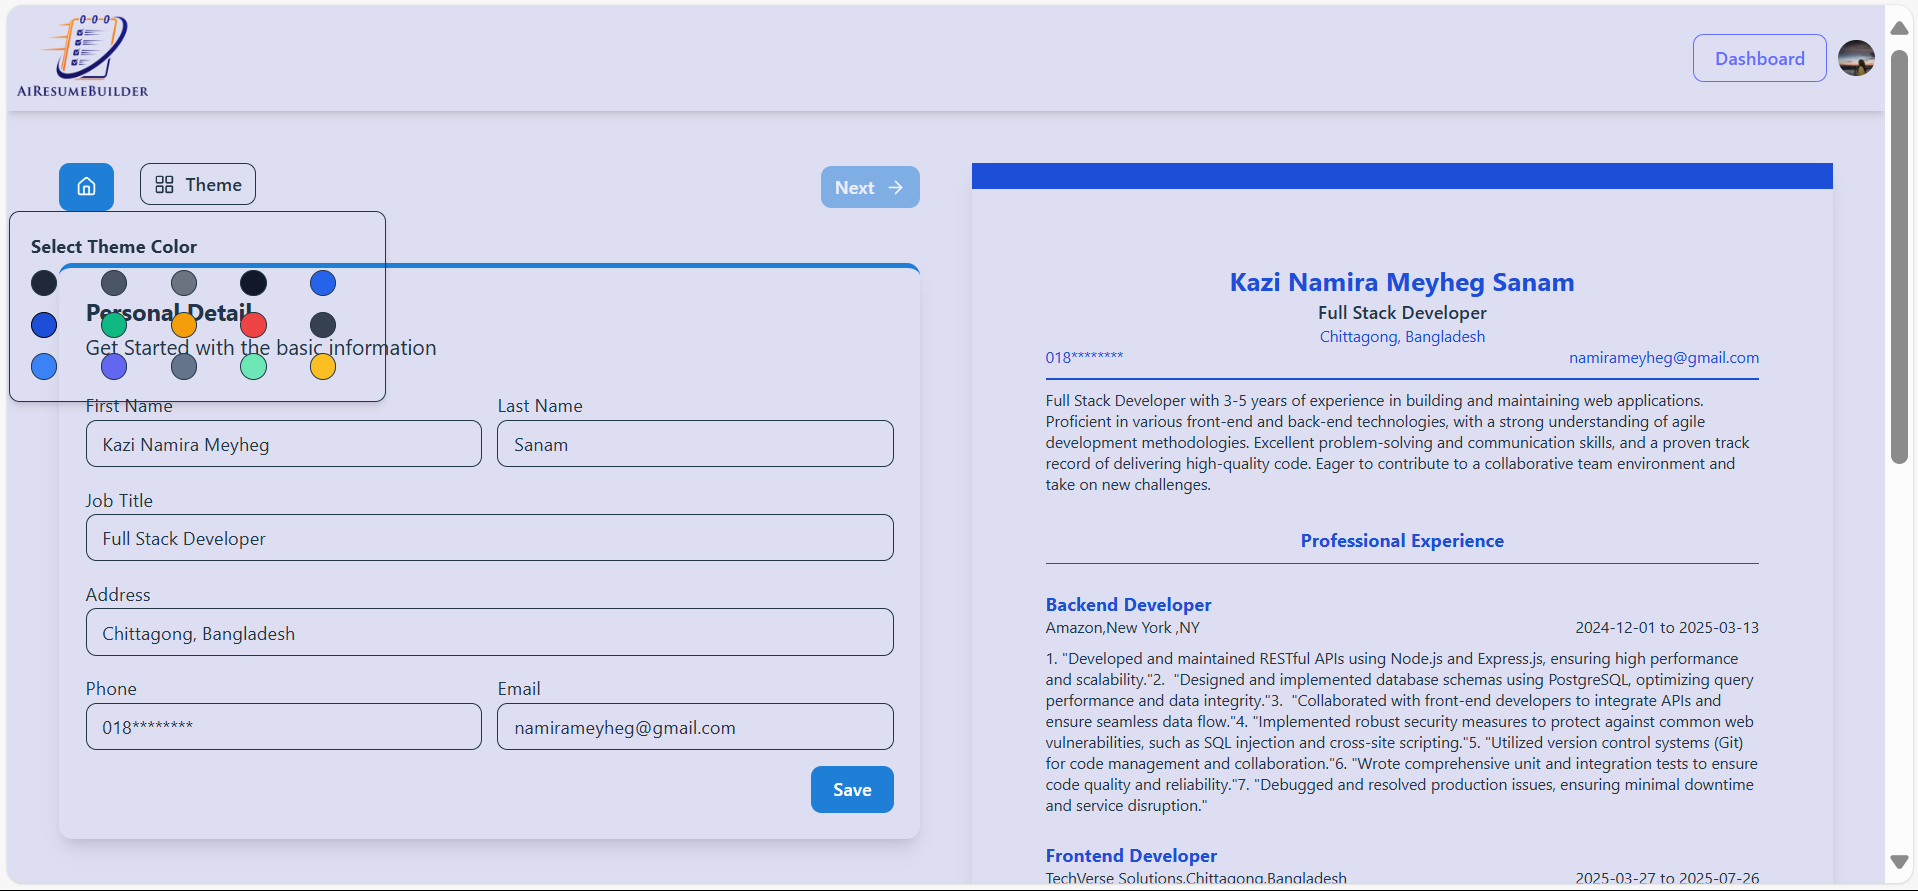 AiResumeBuilder
Dashboard
Theme
Next
Select Theme Color
Personal Detail
Get Started with the basic information
First Name
Last Name
Kazi Namira Meyheg
Sanam
Job Title
Full Stack Developer
Address
Chittagong, Bangladesh
Phone
Email
018********
namirameyheg@gmail.com
Save
Kazi Namira Meyheg Sanam
Full Stack Developer
Chittagong, Bangladesh
018********
namirameyheg@gmail.com
Full Stack Developer with 3-5 years of experience in building and maintaining web applications.
Proficient in various front-end and back-end technologies, with a strong understanding of agile
development methodologies. Excellent problem-solving and communication skills, and a proven track
record of delivering high-quality code. Eager to contribute to a collaborative team environment and
take on new challenges.
Professional Experience
Backend Developer
Amazon,New York ,NY
2024-12-01 to 2025-03-13
1. "Developed and maintained RESTful APIs using Node.js and Express.js, ensuring high performance
and scalability."2.  "Designed and implemented database schemas using PostgreSQL, optimizing query
performance and data integrity."3.  "Collaborated with front-end developers to integrate APIs and
ensure seamless data flow."4. "Implemented robust security measures to protect against common web
vulnerabilities, such as SQL injection and cross-site scripting."5. "Utilized version control systems (Git)
for code management and collaboration."6. "Wrote comprehensive unit and integration tests to ensure
code quality and reliability."7. "Debugged and resolved production issues, ensuring minimal downtime
and service disruption."
Frontend Developer
TechVerse Solutions,Chittagong,Bangladesh
2025-03-27 to 2025-07-26